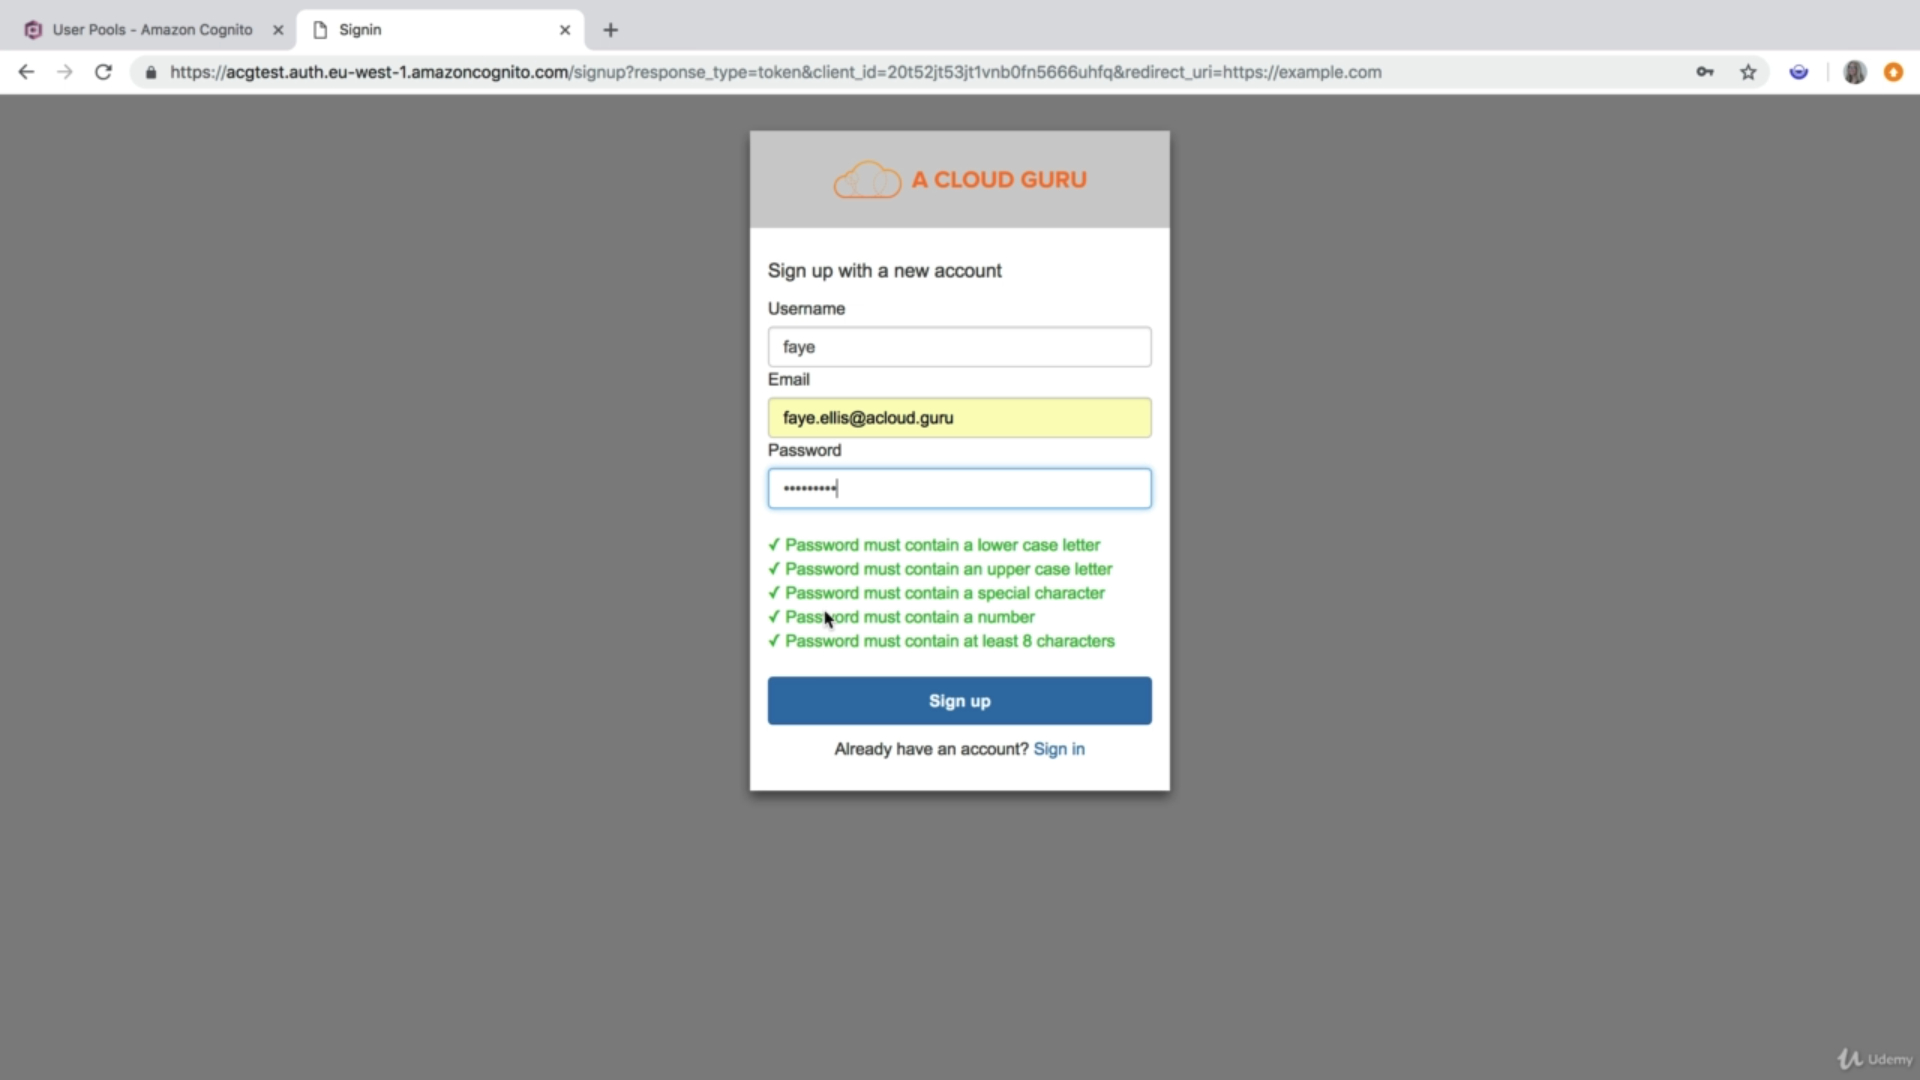 User Pools - Amazon Cognito
Signin
https://acgtest.auth.eu-west-1.amazoncognito.com/signup?response_type=token&client_id=20t52jt53jt1vnb0fn5666uhfq&redirect_uri=https://example.com
A CLOUD GURU
Sign up with a new account
Username
faye
Email
faye.ellis@acloud.guru
Password
•••••••••
✓ Password must contain a lower case letter
✓ Password must contain an upper case letter
✓ Password must contain a special character
✓ Password must contain a number
✓ Password must contain at least 8 characters
Sign up
Already have an account? Sign in
Udemy